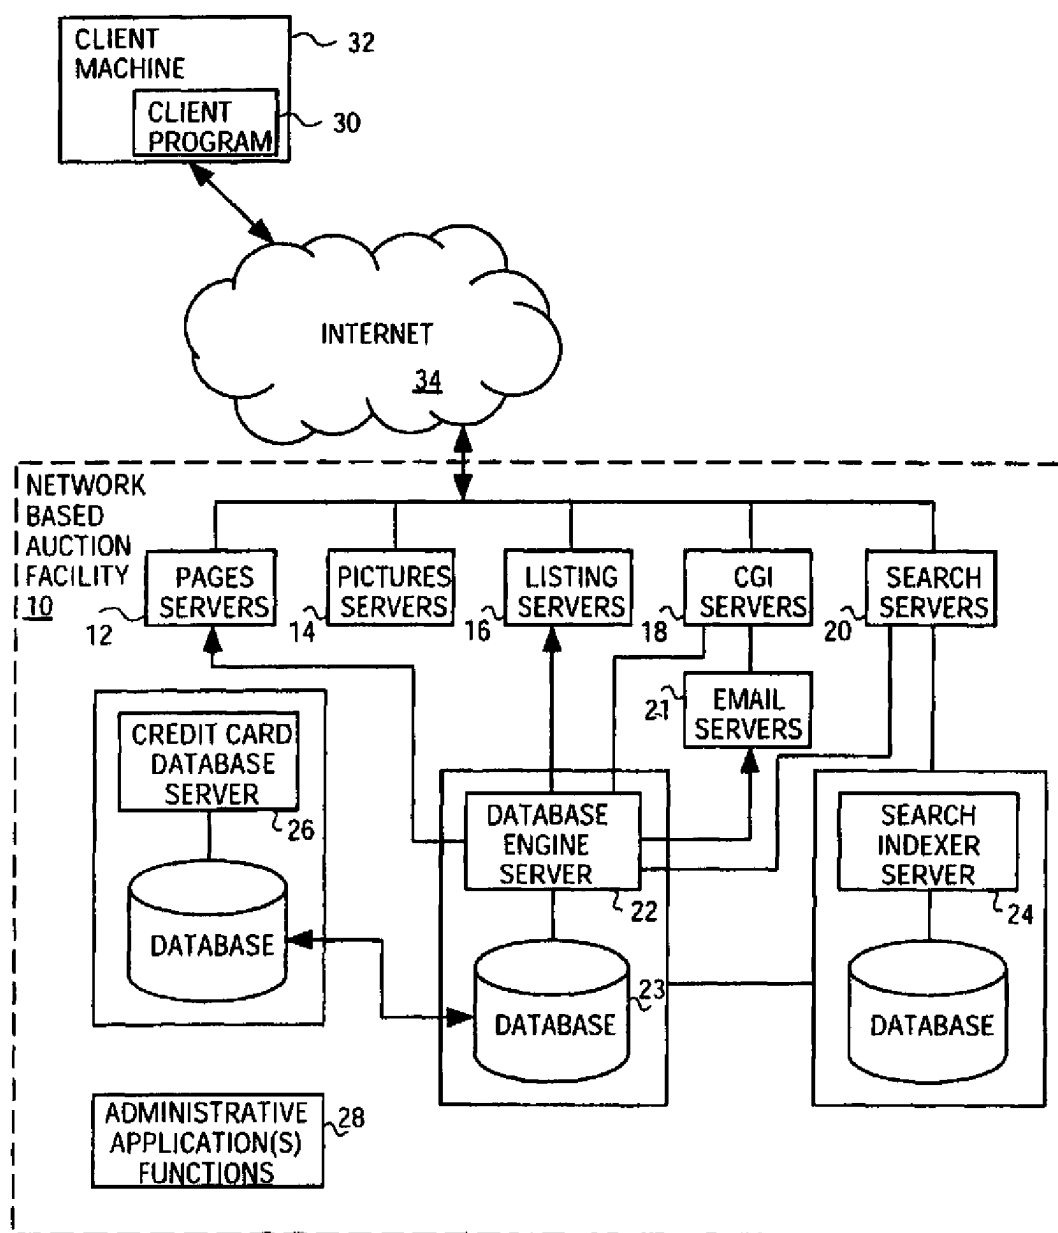 CLIENT
MACHINE
32
CLIENT
PROGRAM
30
INTERNET
34
NETWORK
BASED
AUCTION
FACILITY
10
PAGES
SERVERS
12
PICTURES
SERVERS
14
LISTING
SERVERS
16
CGI
SERVERS
18
SEARCH
SERVERS
20
EMAIL
SERVERS
21
CREDIT CARD
DATABASE
SERVER
26
DATABASE
DATABASE
ENGINE
SERVER
22
DATABASE
23
SEARCH
INDEXER
SERVER
24
DATABASE
ADMINISTRATIVE
APPLICATION(S)
FUNCTIONS
28